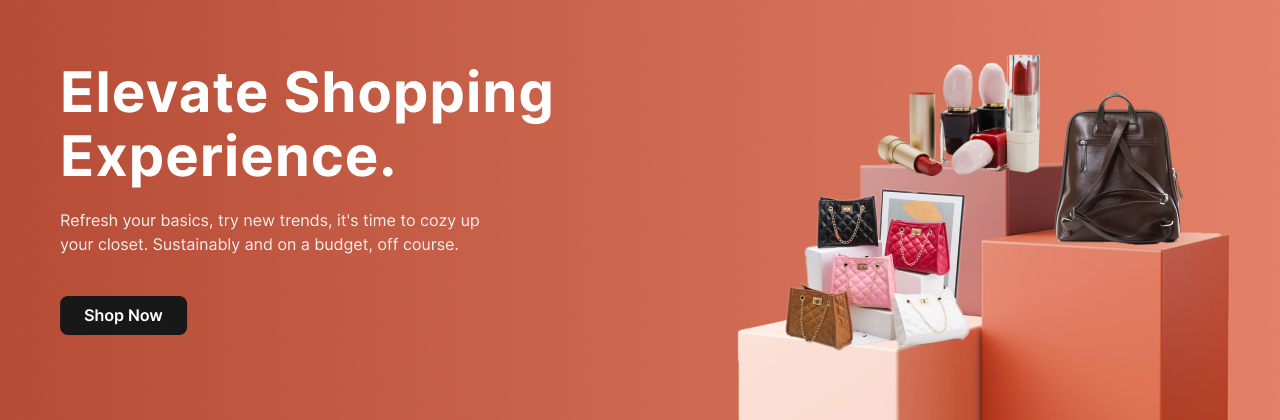 Elevate Shopping
Experience.
Refresh your basics, try new trends, it's time to cozy up
your closet. Sustainably and on a budget, off course.
Shop Now